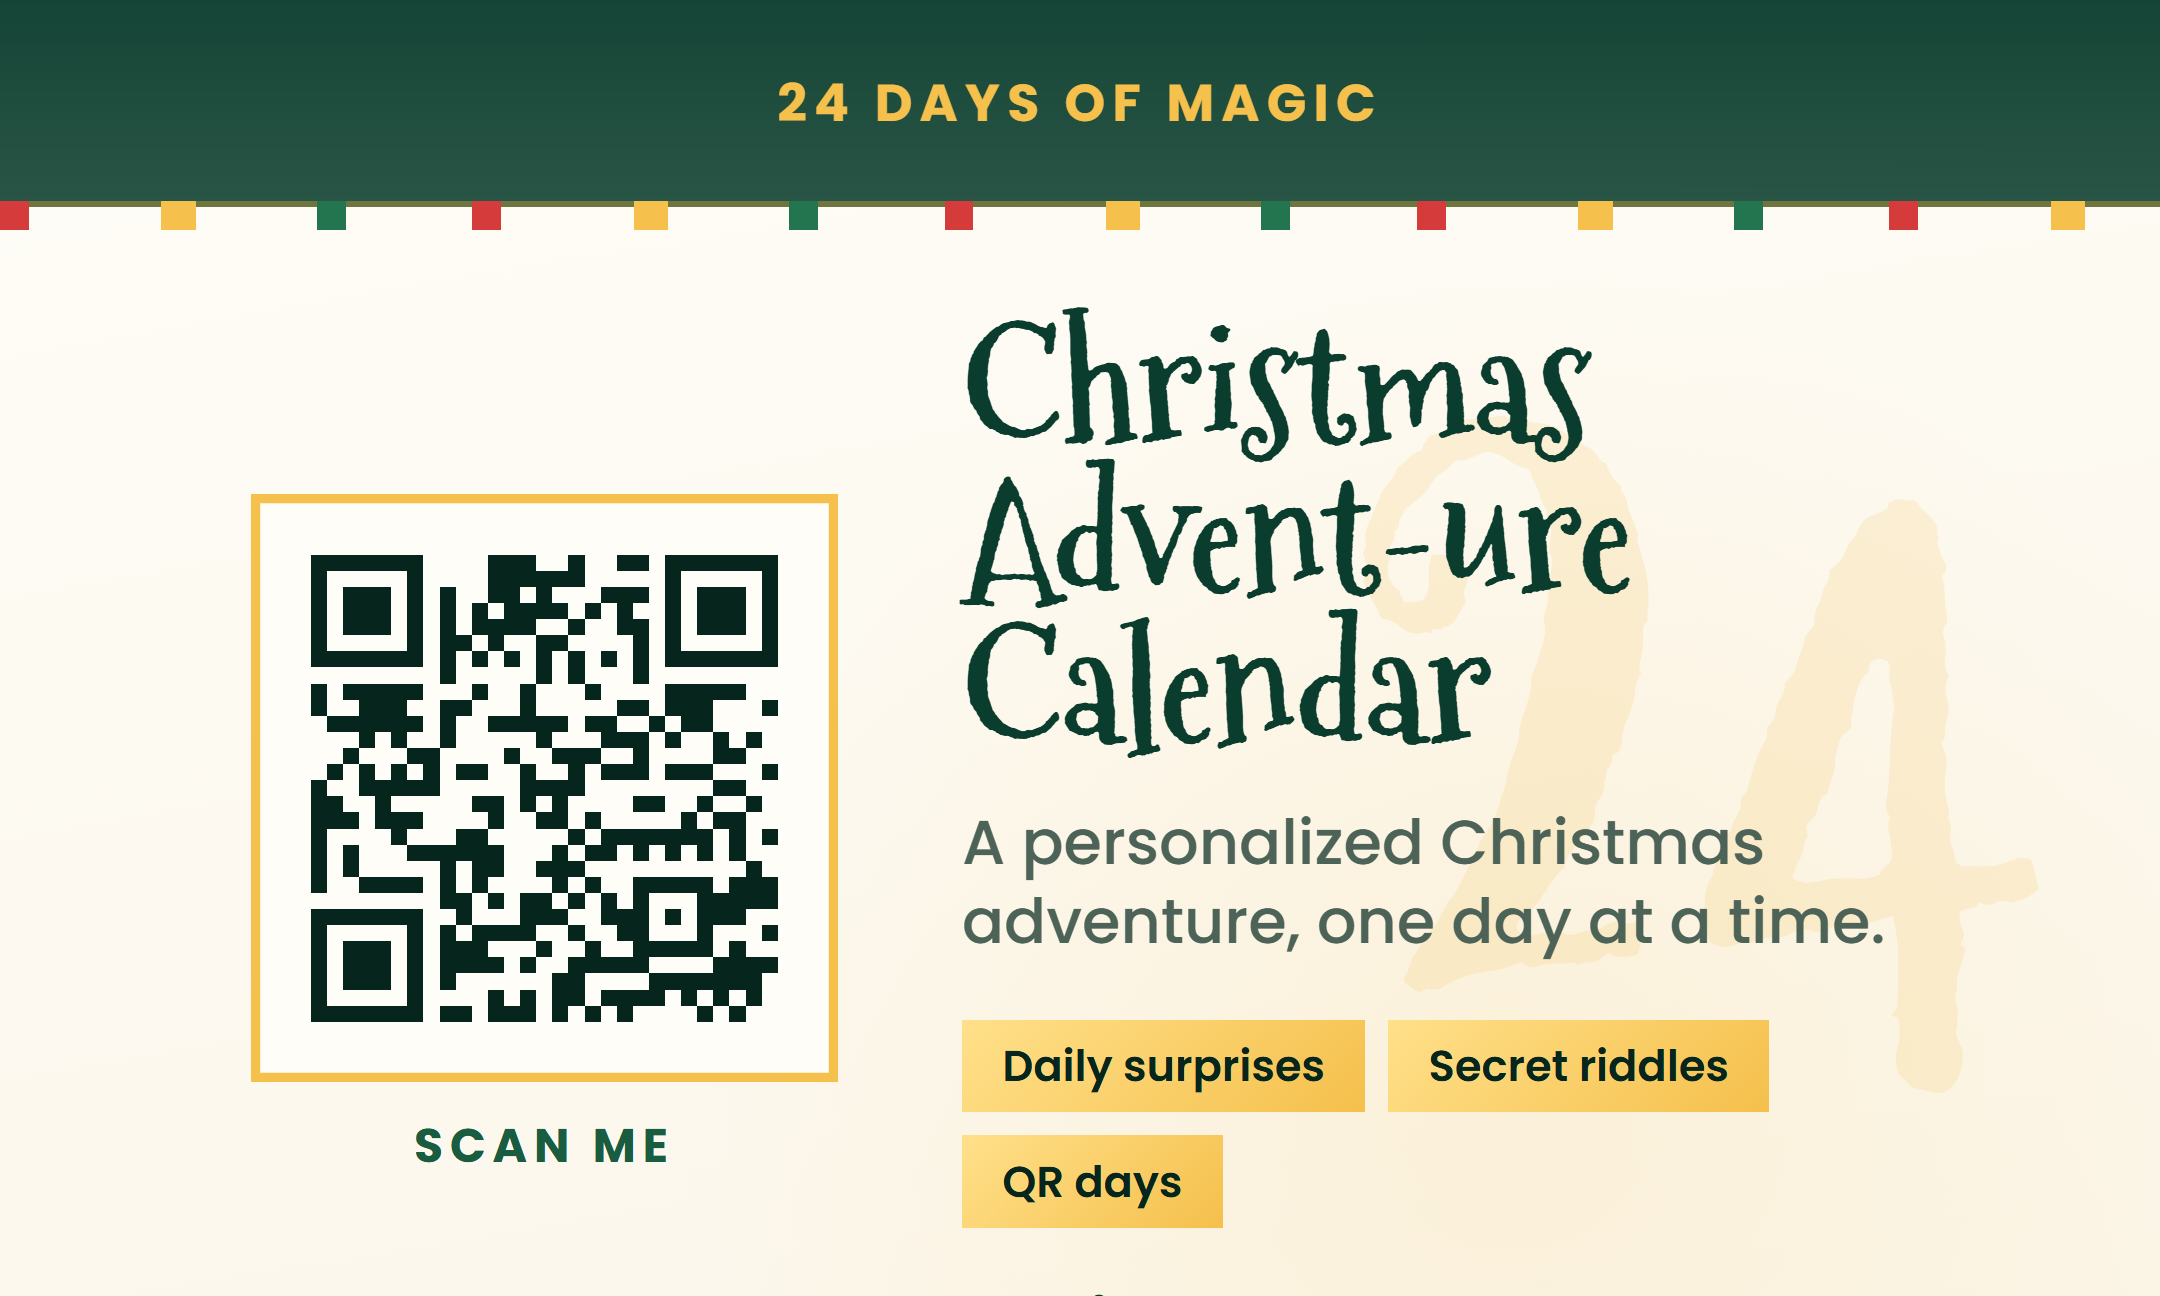 24 DAYS OF MAGIC
Christmas
Advent-ure
Calendar
24
A personalized Christmas
adventure, one day at a time.
Daily surprises
Secret riddles
QR days
SCAN ME